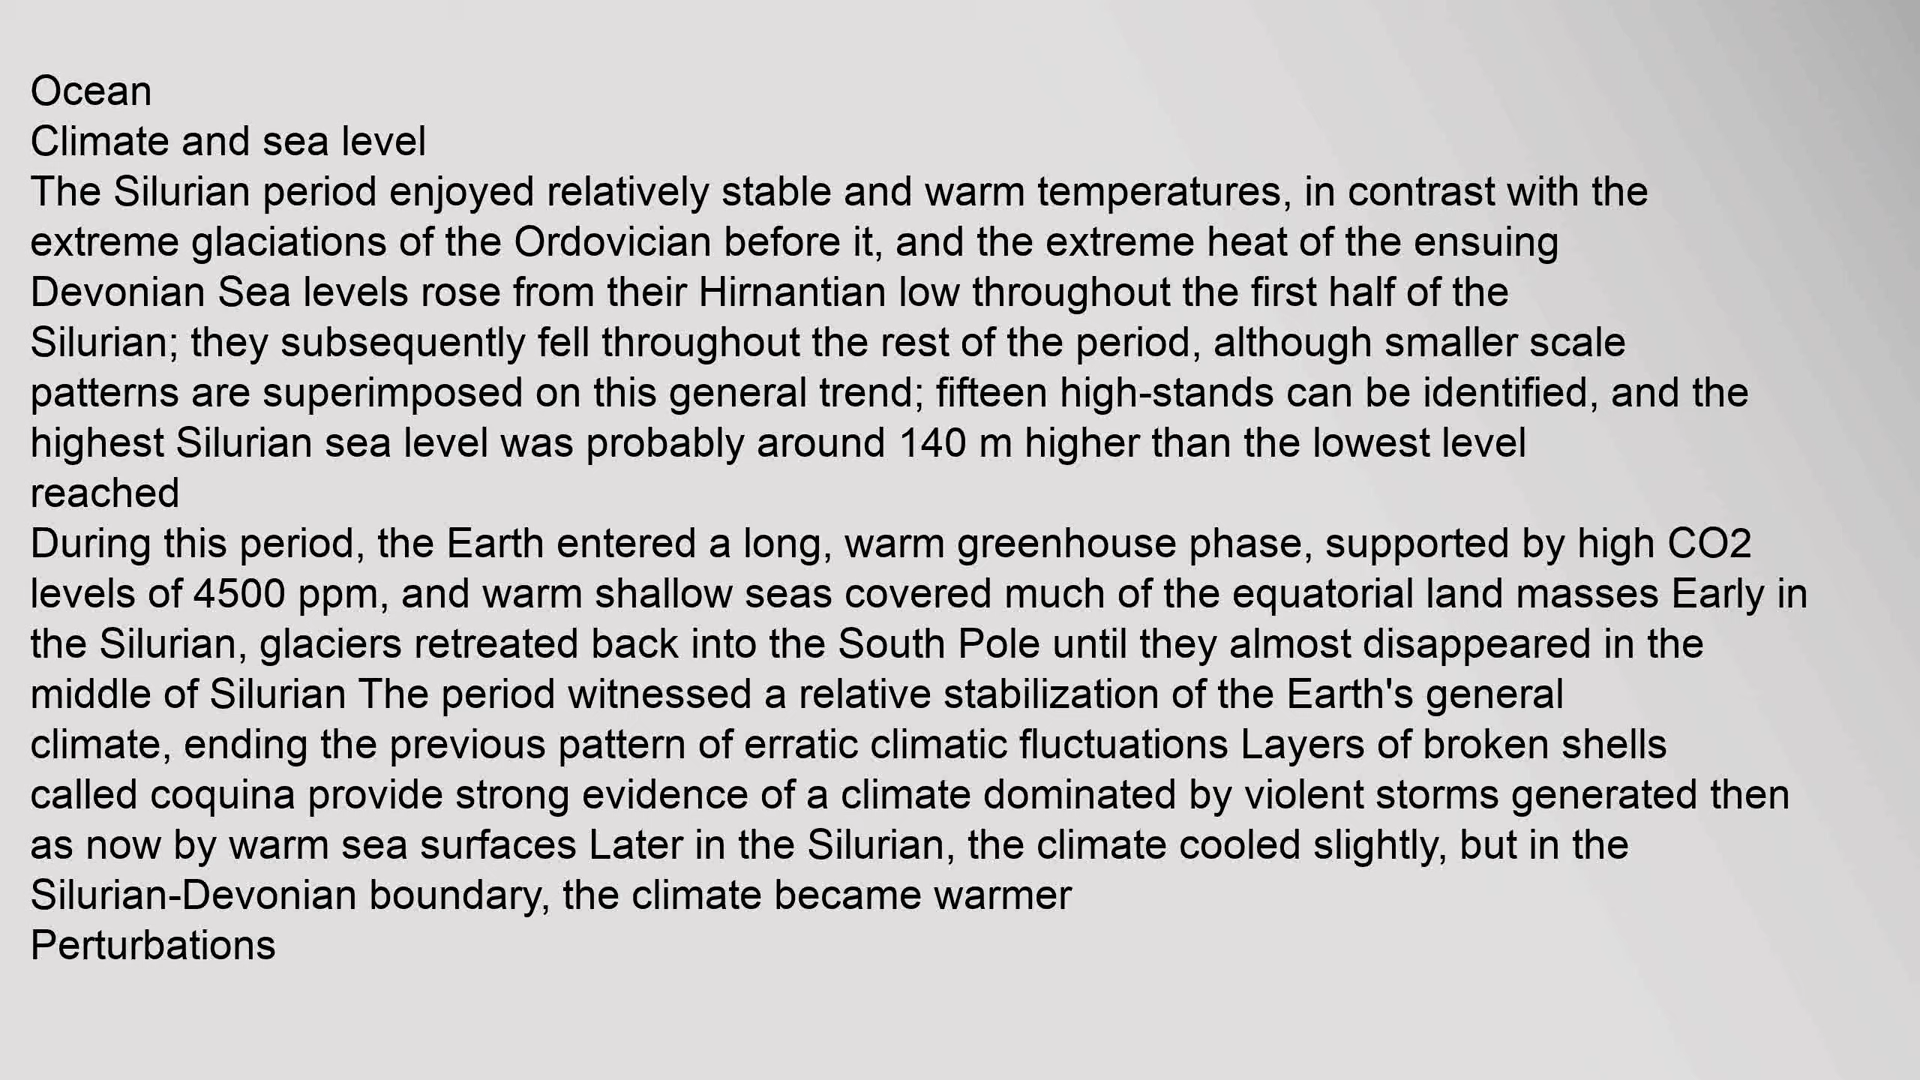 Ocean
Climate and sea level
The Silurian period enjoyed relatively stable and warm temperatures, in contrast with the
extreme glaciations of the Ordovician before it, and the extreme heat of the ensuing
Devonian Sea levels rose from their Hirnantian low throughout the first half of the
Silurian; they subsequently fell throughout the rest of the period, although smaller scale
patterns are superimposed on this general trend; fifteen high-stands can be identified, and the
highest Silurian sea level was probably around 140 m higher than the lowest level
reached
During this period, the Earth entered a long, warm greenhouse phase, supported by high CO2
levels of 4500 ppm, and warm shallow seas covered much of the equatorial land masses Early in
the Silurian, glaciers retreated back into the South Pole until they almost disappeared in the
middle of Silurian The period witnessed a relative stabilization of the Earth's general
climate, ending the previous pattern of erratic climatic fluctuations Layers of broken shells
called coquina provide strong evidence of a climate dominated by violent storms generated then
as now by warm sea surfaces Later in the Silurian, the climate cooled slightly, but in the
Silurian-Devonian boundary, the climate became warmer
Perturbations